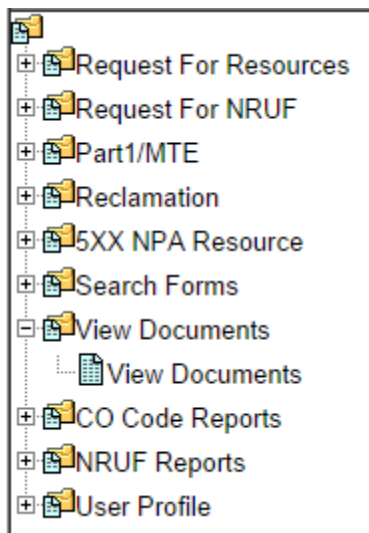 Request For Resources
Request For NRUF
Part1/MTE
Reclamation
5XX NPA Resource
Search Forms
View Documents
View Documents
CO Code Reports
NRUF Reports
User Profile